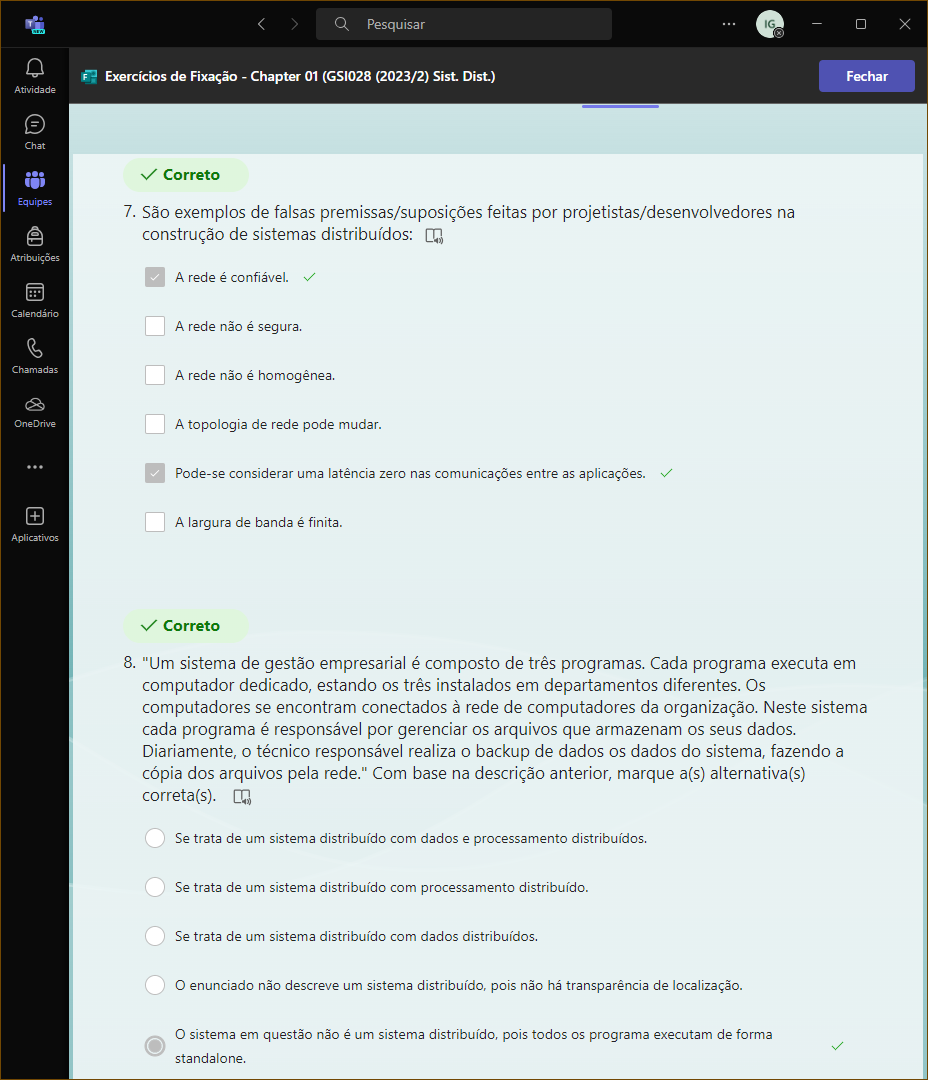 Pesquisar
IG
Atividade
Chat
Equipes
Atribuições
Calendário
Chamadas
OneDrive
Aplicativos
Exercícios de Fixação - Chapter 01 (GSI028 (2023/2) Sist. Dist.)
Fechar
Correto
7. São exemplos de falsas premissas/suposições feitas por projetistas/desenvolvedores na
construção de sistemas distribuídos:
A rede é confiável.
A rede não é segura.
A rede não é homogênea.
A topologia de rede pode mudar.
Pode-se considerar uma latência zero nas comunicações entre as aplicações.
A largura de banda é finita.
Correto
8. "Um sistema de gestão empresarial é composto de três programas. Cada programa executa em
computador dedicado, estando os três instalados em departamentos diferentes. Os
computadores se encontram conectados à rede de computadores da organização. Neste sistema
cada programa é responsável por gerenciar os arquivos que armazenam os seus dados.
Diariamente, o técnico responsável realiza o backup de dados os dados do sistema, fazendo a
cópia dos arquivos pela rede." Com base na descrição anterior, marque a(s) alternativa(s)
correta(s).
Se trata de um sistema distribuído com dados e processamento distribuídos.
Se trata de um sistema distribuído com processamento distribuído.
Se trata de um sistema distribuído com dados distribuídos.
O enunciado não descreve um sistema distribuído, pois não há transparência de localização.
O sistema em questão não é um sistema distribuído, pois todos os programa executam de forma
standalone.